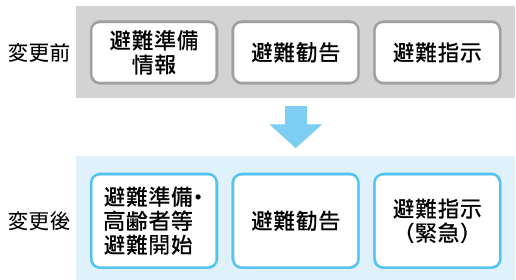 変更前
避難準備
情報
避難勧告
避難指示
変更後
避難準備・
高齢者等
避難開始
避難勧告
避難指示
（緊急）